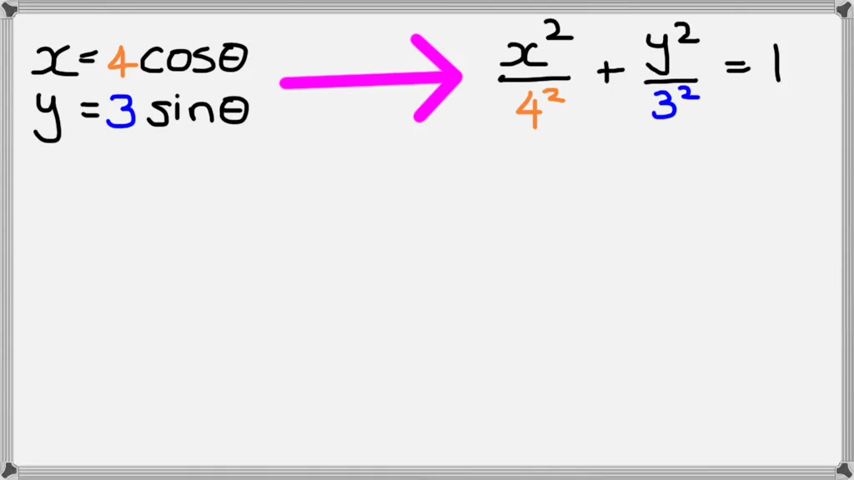 x = 4cosθ
y = 3sinθ
x²/4² + y²/3² = 1